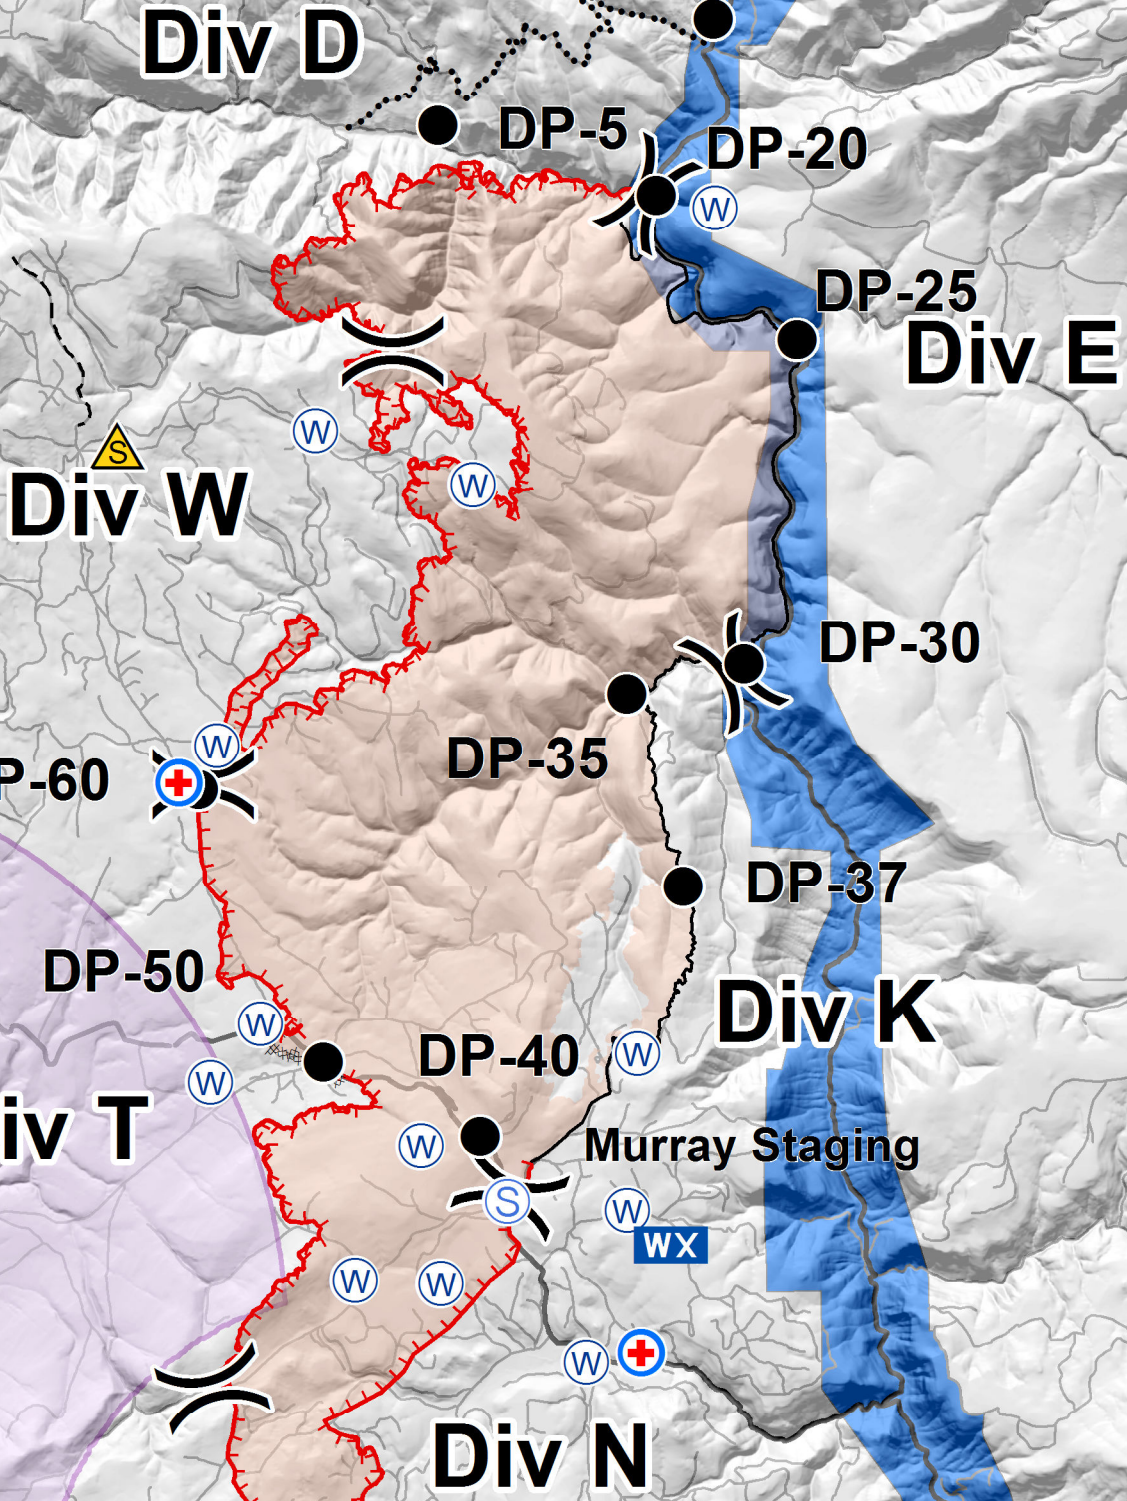 Div D
DP-5
DP-20
W
DP-25
Div E
W
S
W
Div W
DP-30
W
DP-35
P-60
DP-37
DP-50
Div K
W
DP-40
W
W
iv T
W
Murray Staging
S
W
WX
W
W
W
Div N